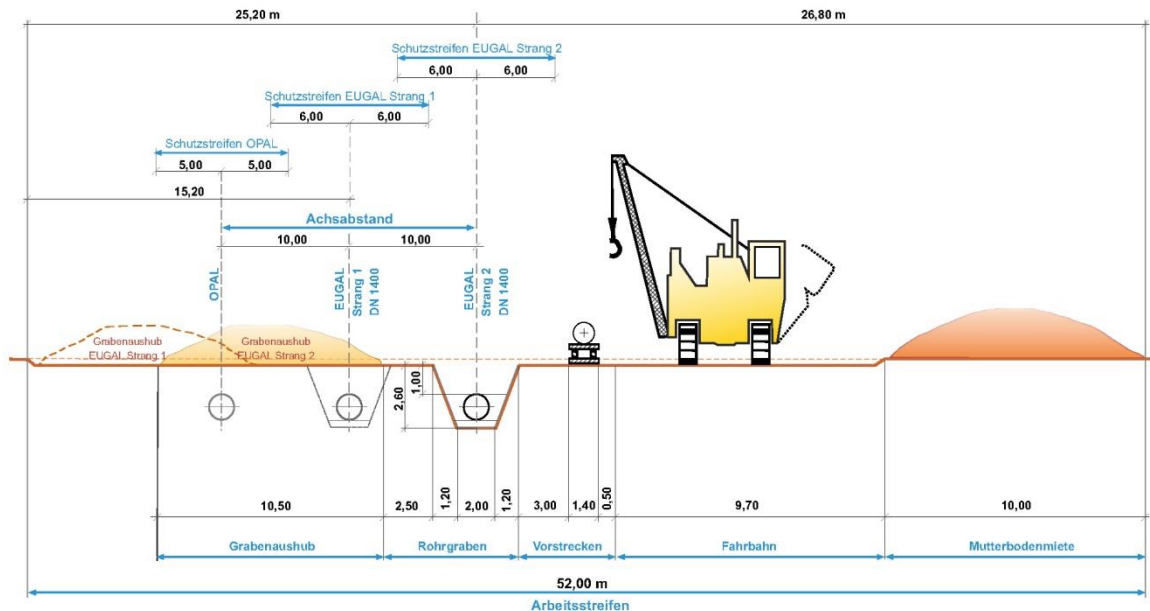 25,20 m
26,80 m
Schutzstreifen EUGAL Strang 2
6,00
6,00
Schutzstreifen EUGAL Strang 1
6,00
6,00
Schutzstreifen OPAL
5,00
5,00
15,20
Achsabstand
10,00
10,00
OPAL
EUGAL
Strang 1
DN 1400
EUGAL
Strang 2
DN 1400
Grabenaushub
EUGAL Strang 1
Grabenaushub
EUGAL Strang 2
1,00
2,60
10,50
2,50
1,20
2,00
1,20
3,00
1,40
0,50
9,70
10,00
Grabenaushub
Rohrgraben
Vorstrecken
Fahrbahn
Mutterbodenmiete
52,00 m
Arbeitsstreifen